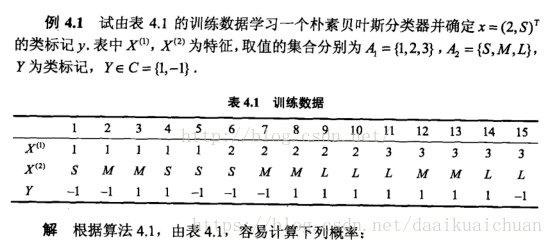 例 4.1 试由表 4.1 的训练数据学习一个朴素贝叶斯分类器并确定 x=(2,S)^T
的类标记 y.表中 X^(1), X^(2) 为特征,取值的集合分别为 A₁={1,2,3},A₂={S,M,L},
Y 为类标记, Y∈C={1,-1}.
表 4.1 训练数据
1 2 3 4 5 6 7 8 9 10 11 12 13 14 15
X^(1) 1 1 1 1 1 2 2 2 2 2 3 3 3 3 3
X^(2) S M M S S S M M L L L M M L L
Y -1 -1 1 1 -1 -1 -1 1 1 1 1 1 1 1 -1
解 根据算法 4.1, 由表 4.1, 容易计算下列概率:
http://blog.csdn.net/
https://blog.csdn.net/daaikuaichuan